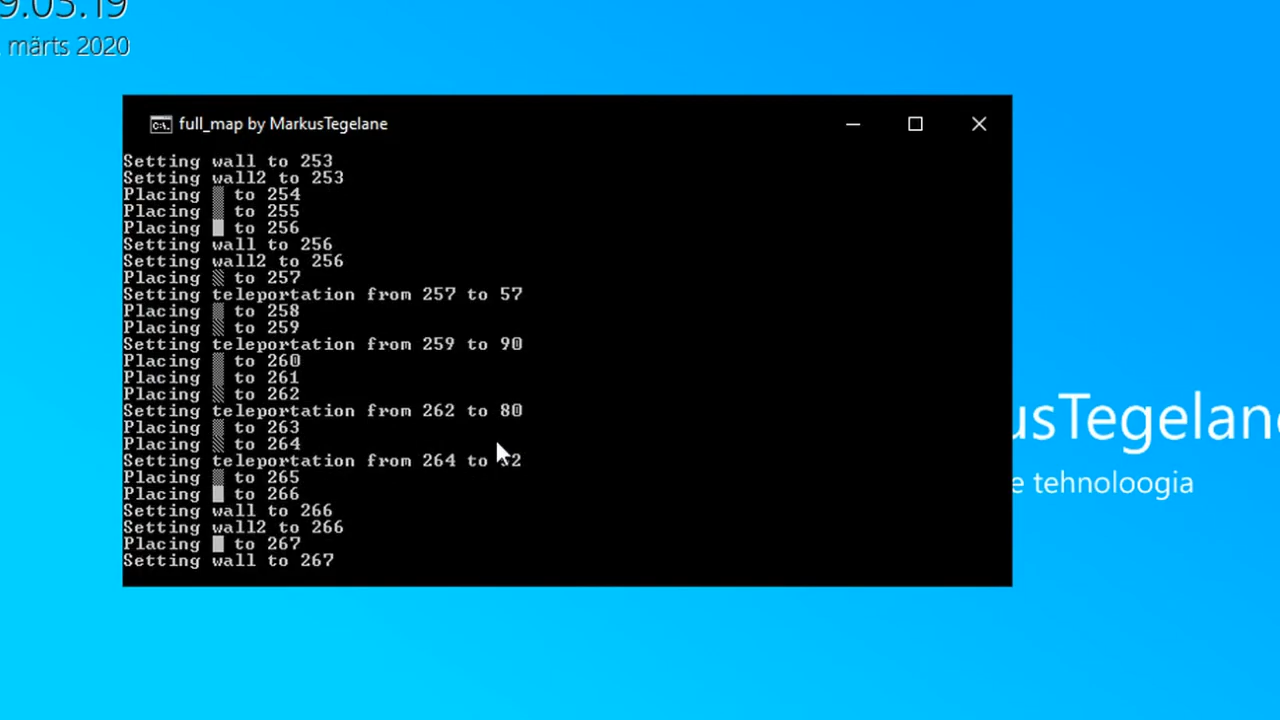 9.03.19
märts 2020
full_map by MarkusTegelane
Setting wall to 253
Setting wall2 to 253
Placing ▒ to 254
Placing ▒ to 255
Placing █ to 256
Setting wall to 256
Setting wall2 to 256
Placing ░ to 257
Setting teleportation from 257 to 57
Placing ▒ to 258
Placing ░ to 259
Setting teleportation from 259 to 90
Placing ▒ to 260
Placing ▒ to 261
Placing ░ to 262
Setting teleportation from 262 to 80
Placing ▒ to 263
Placing ░ to 264
Setting teleportation from 264 to
Placing ▒ to 265
Placing █ to 266
Setting wall to 266
Setting wall2 to 266
Placing █ to 267
Setting wall to 267
usTegelan
e tehnoloogia